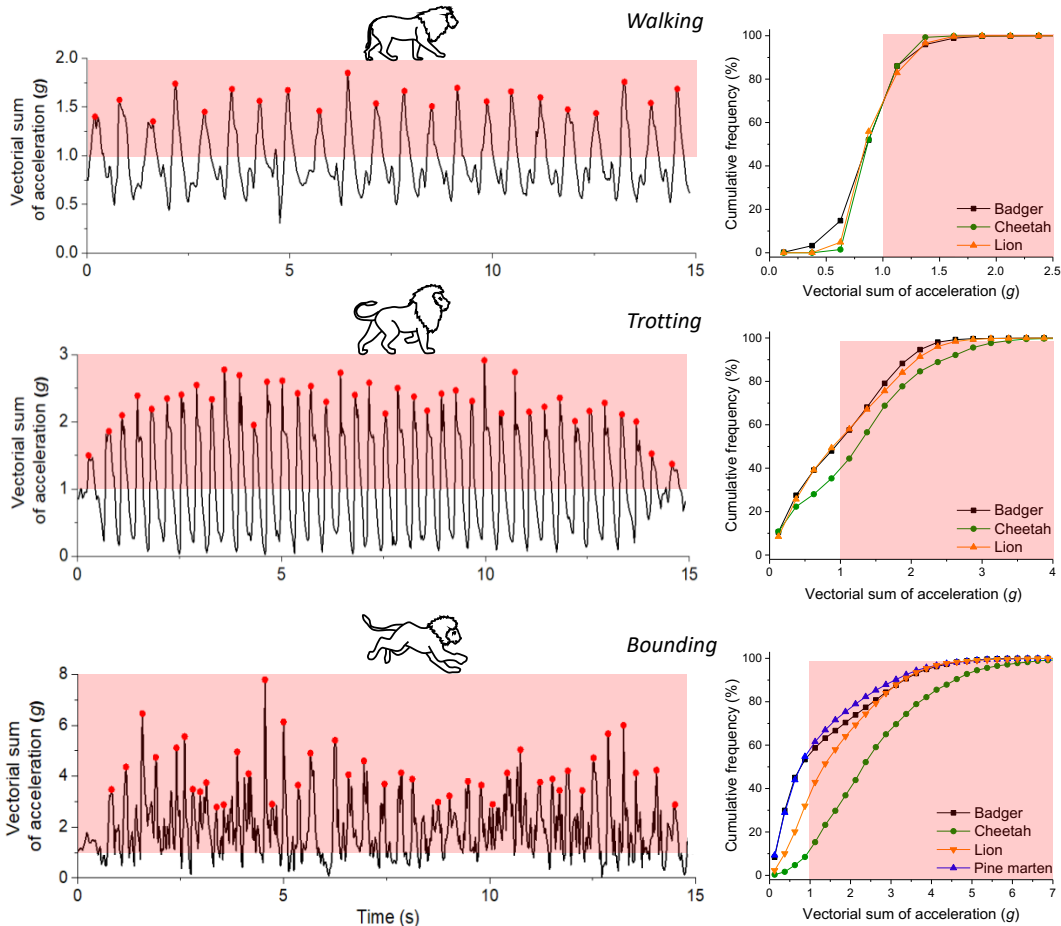 Walking
Vectorial sum
of acceleration (g)
2.0
1.5
1.0
0.5
0.0
0
5
10
15
Cumulative frequency (%)
100
80
60
40
20
0
Badger
Cheetah
Lion
0.0
0.5
1.0
1.5
2.0
2.5
Vectorial sum of acceleration (g)
Trotting
Vectorial sum
of acceleration (g)
3
2
1
0
0
5
10
15
Cumulative frequency (%)
100
80
60
40
20
0
Badger
Cheetah
Lion
0
1
2
3
4
Vectorial sum of acceleration (g)
Bounding
Vectorial sum
of acceleration (g)
8
6
4
2
0
0
5
10
15
Time (s)
Cumulative frequency (%)
100
80
60
40
20
0
Badger
Cheetah
Lion
Pine marten
0
1
2
3
4
5
6
7
Vectorial sum of acceleration (g)